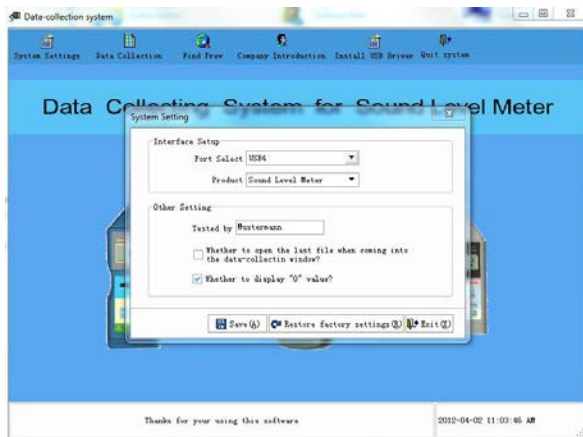 Data-collection system
System Settings Data Collection Find Prev Company Introduction Install USB Driver Quit system
Data Collecting System for Sound Level Meter
System Setting
Interface Setup
Port Select USB4
Product Sound Level Meter
Other Setting
Tested by Mustermann
Whether to open the last file when coming into
the data-collectin window?
Whether to display "0" value?
Save(A) Restore factory settings(R) Exit(X)
Thanks for your using this software 2012-04-02 11:03:46 AM